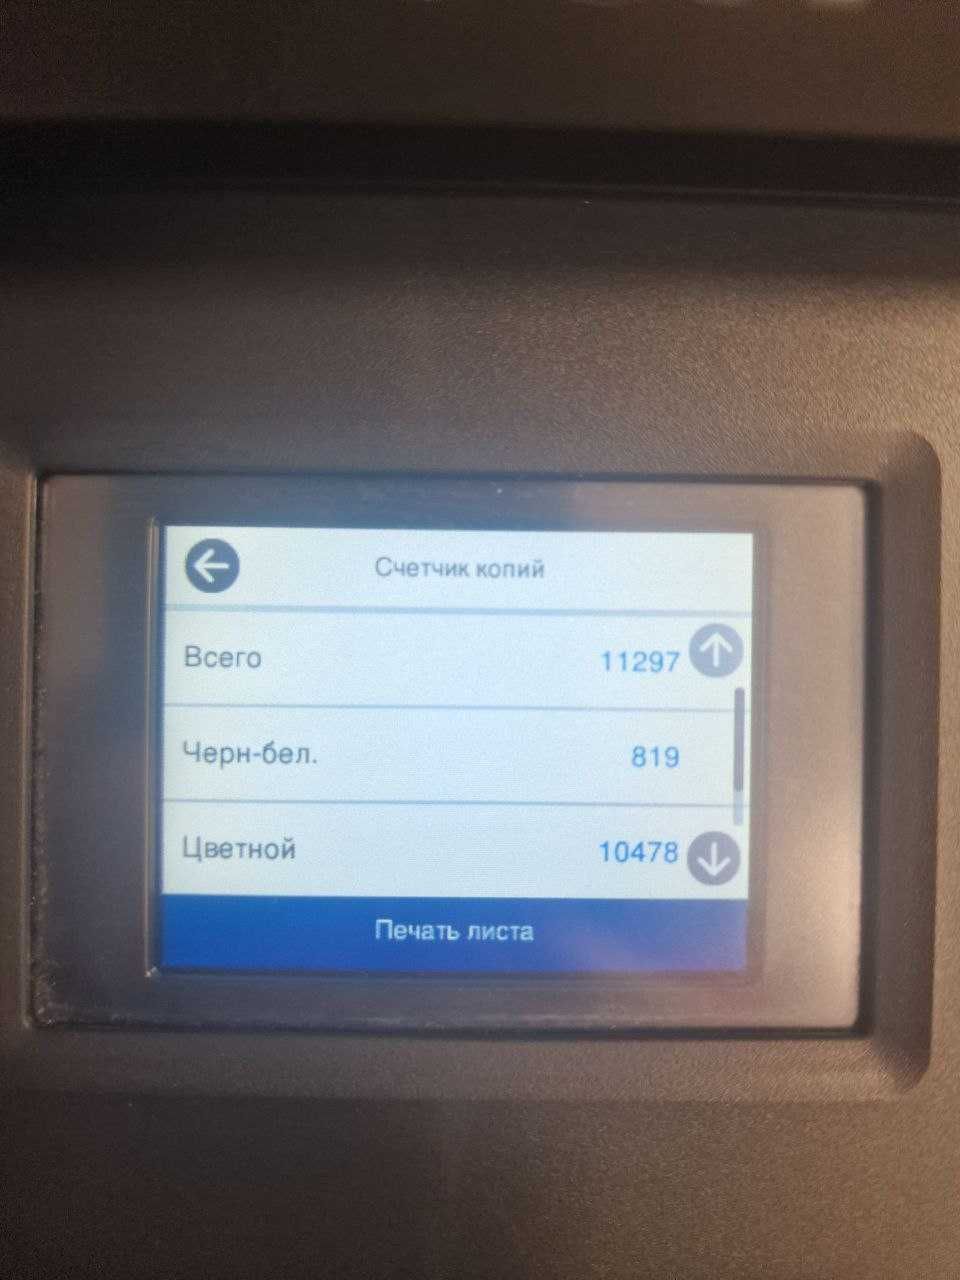 Счетчик копий
Всего 11297
Черн-бел. 819
Цветной 10478
Печать листа